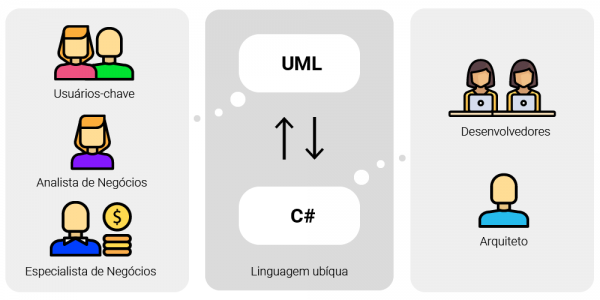 Usuários-chave
Analista de Negócios
$
Especialista de Negócios
UML
C#
Linguagem ubíqua
Desenvolvedores
Arquiteto